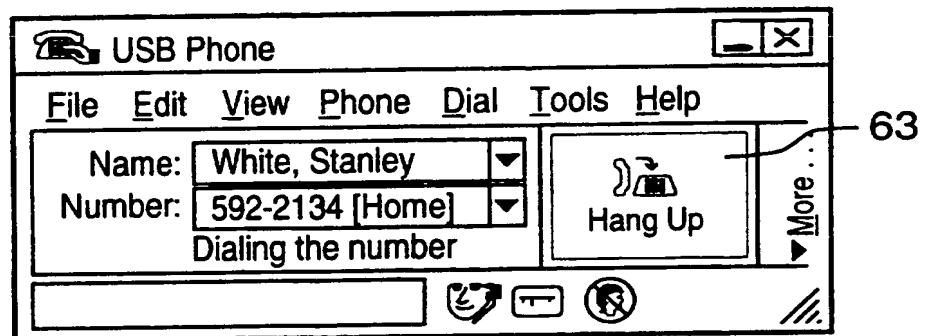 USB Phone
File Edit View Phone Dial Tools Help
63
Name: White, Stanley
Number: 592-2134 [Home]
Dialing the number
Hang Up
More...